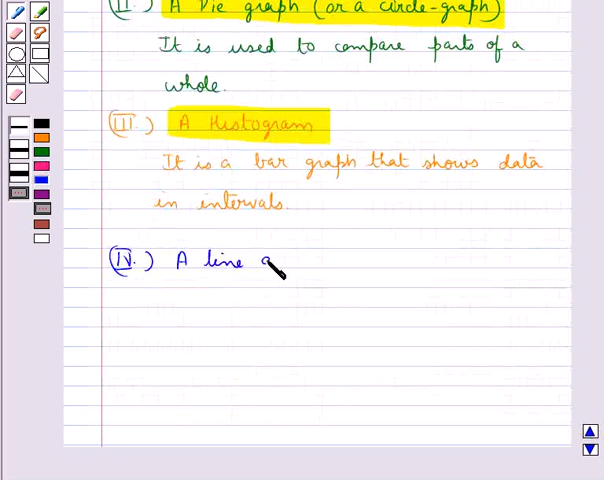 (II.) A Pie graph (or a circle-graph)
It is used to compare parts of a
whole.
(III.) A Histogram
It is a bar graph that shows data
in intervals.
(IV.) A line